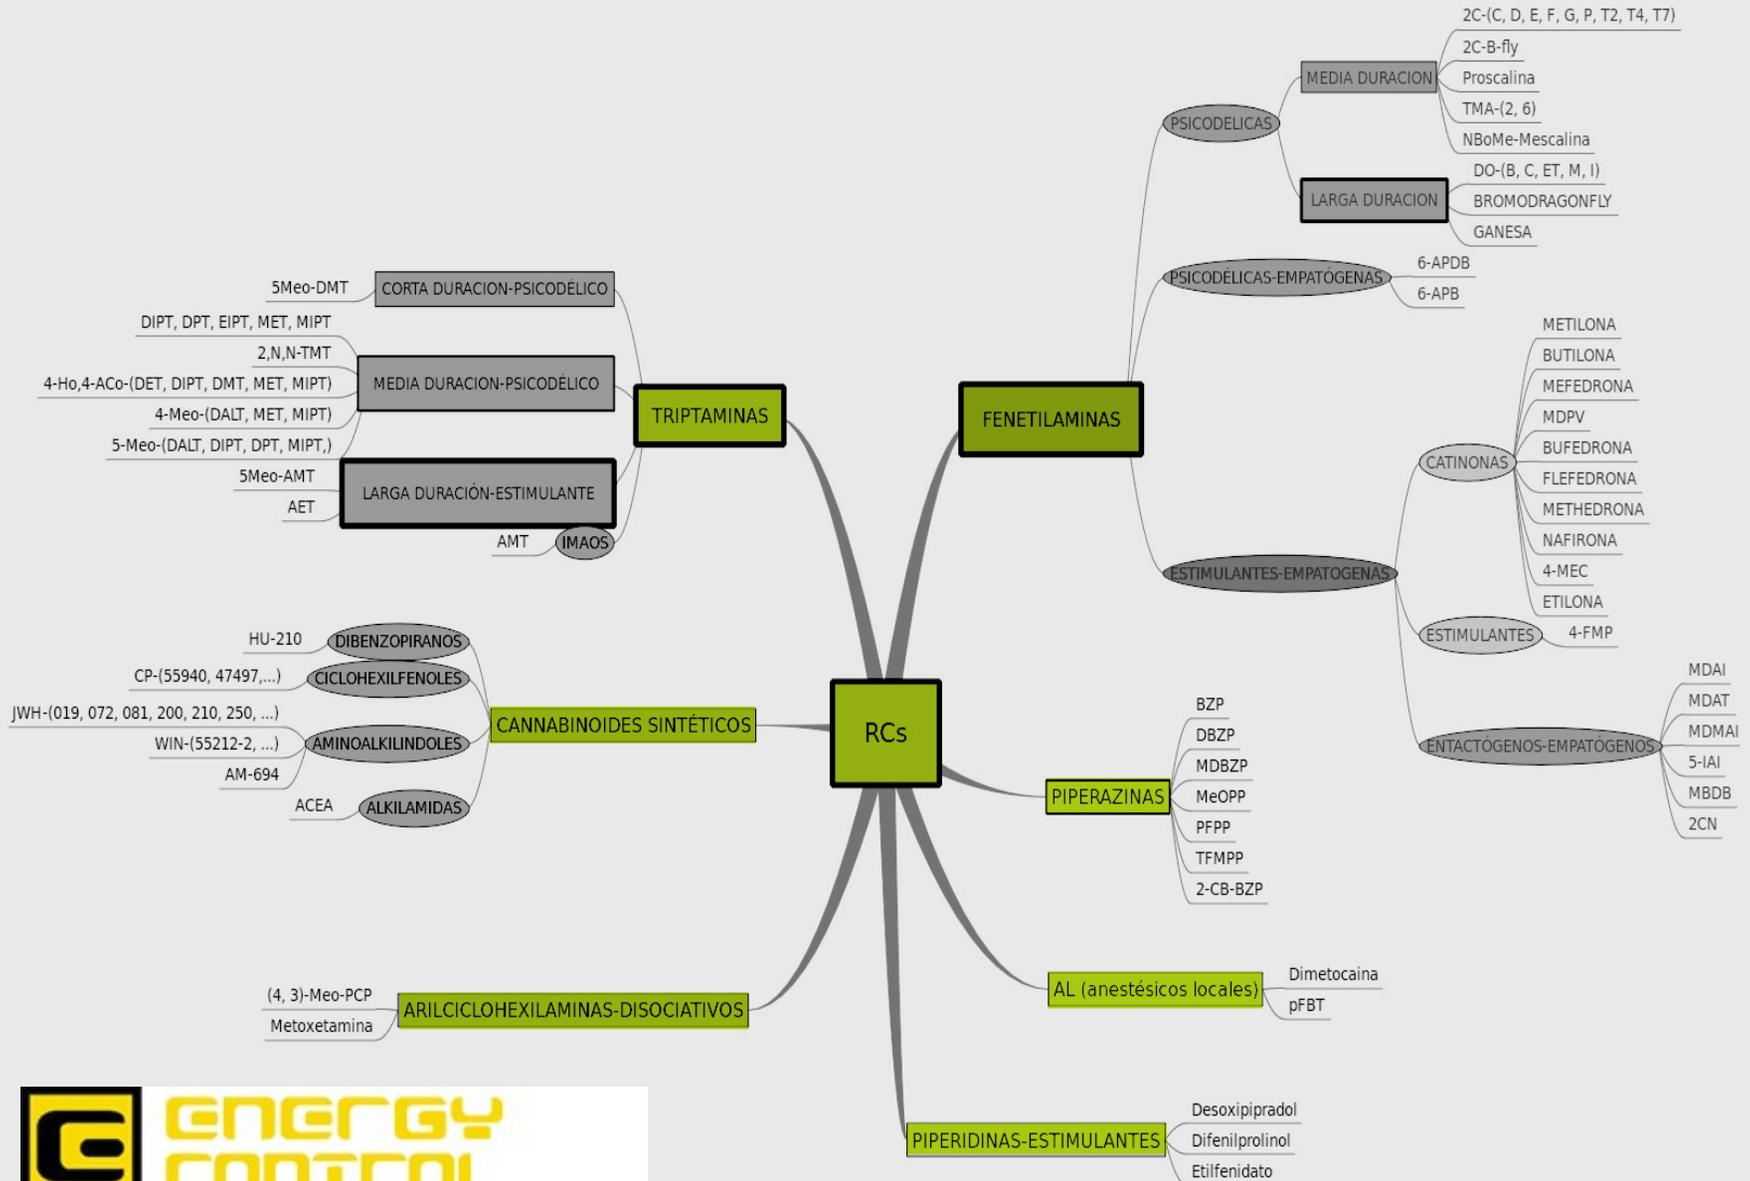 RCs
FENETILAMINAS
PSICODELICAS
MEDIA DURACION
2C-(C, D, E, F, G, P, T2, T4, T7)
2C-B-fly
Proscalina
TMA-(2, 6)
NBoMe-Mescalina
LARGA DURACION
DO-(B, C, ET, M, I)
BROMODRAGONFLY
GANESA
PSICODÉLICAS-EMPATÓGENAS
6-APDB
6-APB
ESTIMULANTES-EMPATOGENAS
CATINONAS
METILONA
BUTILONA
MEFEDRONA
MDPV
BUFEDRONA
FLEFEDRONA
METHEDRONA
NAFIRONA
4-MEC
ETILONA
ESTIMULANTES
4-FMP
ENTACTÓGENOS-EMPATÓGENOS
MDAI
MDAT
MDMAI
5-IAI
MBDB
2CN
PIPERAZINAS
BZP
DBZP
MDBZP
MeOPP
PFPP
TFMPP
2-CB-BZP
AL (anestésicos locales)
Dimetocaina
pFBT
PIPERIDINAS-ESTIMULANTES
Desoxipipradol
Difenilprolinol
Etilfenidato
TRIPTAMINAS
CORTA DURACION-PSICODÉLICO
5Meo-DMT
MEDIA DURACION-PSICODÉLICO
DIPT, DPT, EIPT, MET, MIPT
2,N,N-TMT
4-Ho,4-ACo-(DET, DIPT, DMT, MET, MIPT)
4-Meo-(DALT, MET, MIPT)
5-Meo-(DALT, DIPT, DPT, MIPT,)
LARGA DURACIÓN-ESTIMULANTE
5Meo-AMT
AET
IMAOS
AMT
CANNABINOIDES SINTÉTICOS
DIBENZOPIRANOS
HU-210
CICLOHEXILFENOLES
CP-(55940, 47497,...)
AMINOALKILINDOLES
JWH-(019, 072, 081, 200, 210, 250, ...)
WIN-(55212-2, ...)
AM-694
ALKILAMIDAS
ACEA
ARILCICLOHEXILAMINAS-DISOCIATIVOS
(4, 3)-Meo-PCP
Metoxetamina
ENERGY
CONTROL